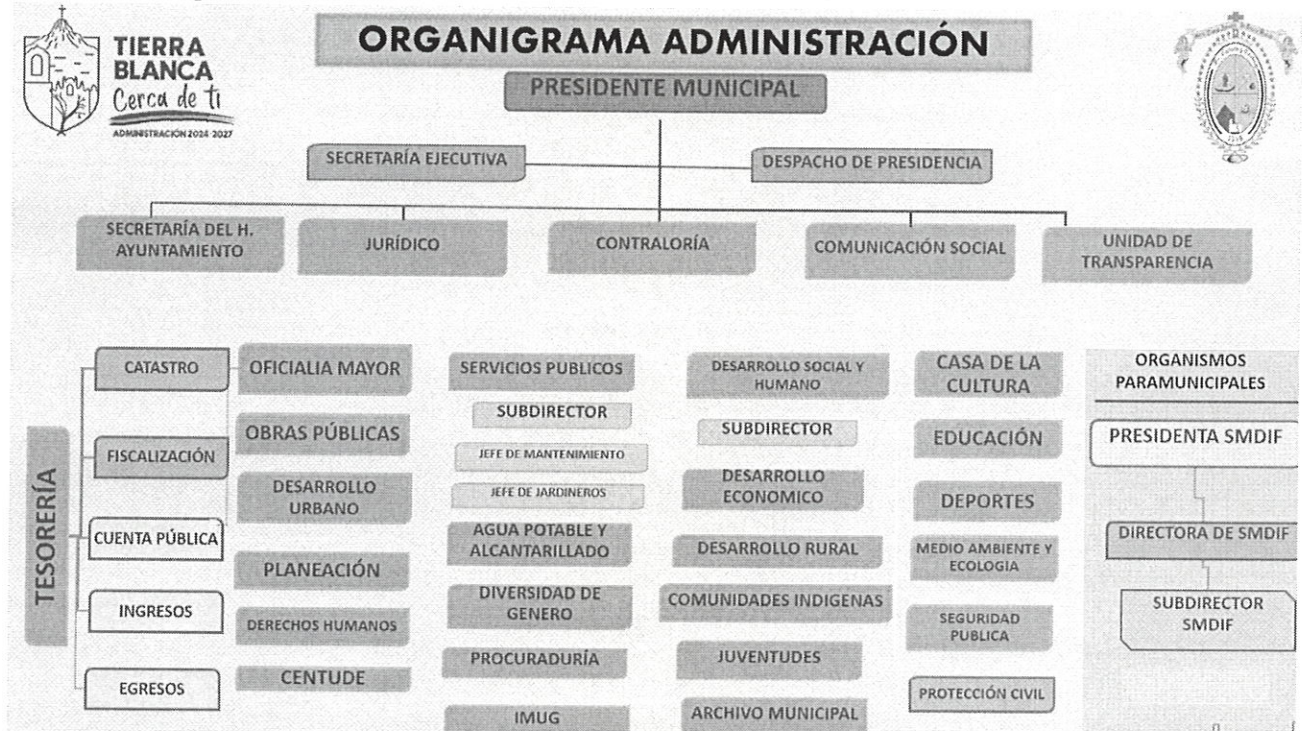 TIERRA
BLANCA
Cerca de ti
ADMINISTRACIÓN 2024-2027
ORGANIGRAMA ADMINISTRACIÓN
PRESIDENTE MUNICIPAL
SECRETARÍA EJECUTIVA
DESPACHO DE PRESIDENCIA
SECRETARÍA DEL H.
AYUNTAMIENTO
JURÍDICO
CONTRALORÍA
COMUNICACIÓN SOCIAL
UNIDAD DE
TRANSPARENCIA
TESORERÍA
CATASTRO
FISCALIZACIÓN
CUENTA PÚBLICA
INGRESOS
EGRESOS
OFICIALIA MAYOR
OBRAS PÚBLICAS
DESARROLLO
URBANO
PLANEACIÓN
DERECHOS HUMANOS
CENTUDE
SERVICIOS PUBLICOS
SUBDIRECTOR
JEFE DE MANTENIMIENTO
JEFE DE JARDINEROS
AGUA POTABLE Y
ALCANTARILLADO
DIVERSIDAD DE
GENERO
PROCURADURÍA
IMUG
DESARROLLO SOCIAL Y
HUMANO
SUBDIRECTOR
DESARROLLO
ECONOMICO
DESARROLLO RURAL
COMUNIDADES INDIGENAS
JUVENTUDES
ARCHIVO MUNICIPAL
CASA DE LA
CULTURA
EDUCACIÓN
DEPORTES
MEDIO AMBIENTE Y
ECOLOGIA
SEGURIDAD
PUBLICA
PROTECCIÓN CIVIL
ORGANISMOS
PARAMUNICIPALES
PRESIDENTA SMDIF
DIRECTORA DE SMDIF
SUBDIRECTOR
SMDIF